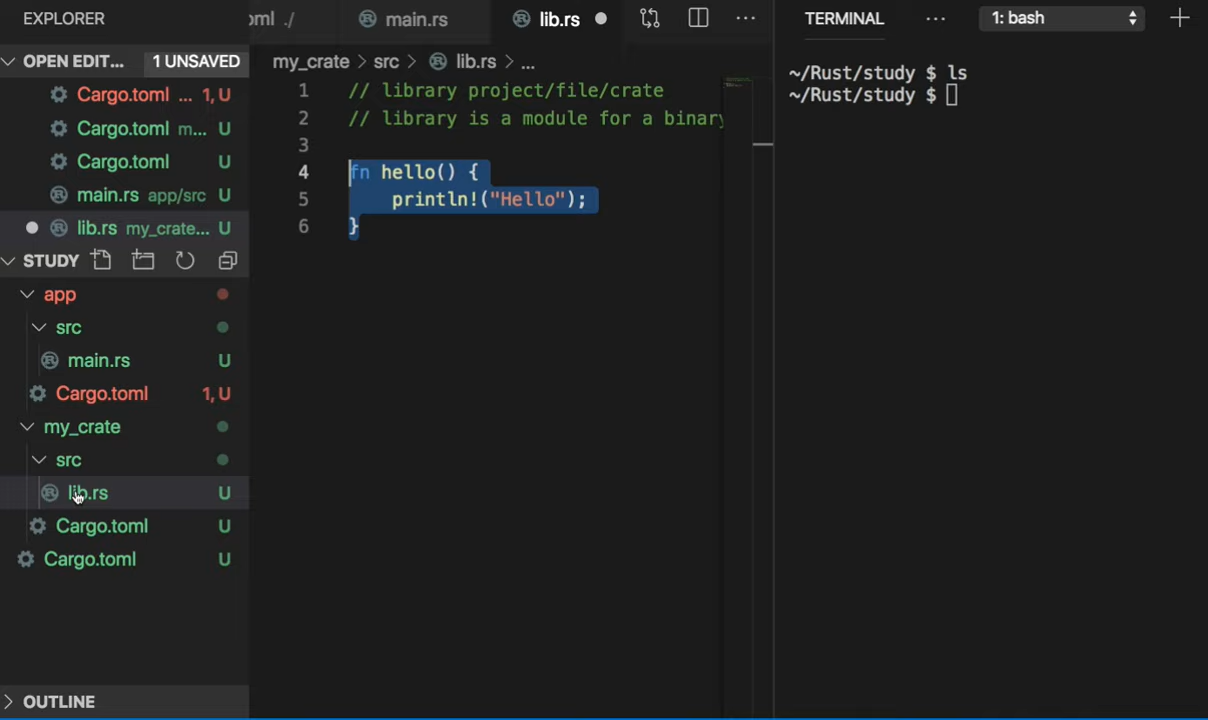 EXPLORER
OPEN EDIT... 1 UNSAVED
Cargo.toml ... 1, U
Cargo.toml m... U
Cargo.toml U
main.rs app/src U
lib.rs my_crate... U
STUDY
app
src
main.rs U
Cargo.toml 1, U
my_crate
src
lib.rs U
Cargo.toml U
Cargo.toml U
OUTLINE
oml ./ main.rs lib.rs ...
my_crate > src > lib.rs > ...
1 // library project/file/crate
2 // library is a module for a binary
3
4 fn hello() {
5 println!("Hello");
6 }
TERMINAL ... 1: bash
~/Rust/study $ ls
~/Rust/study $